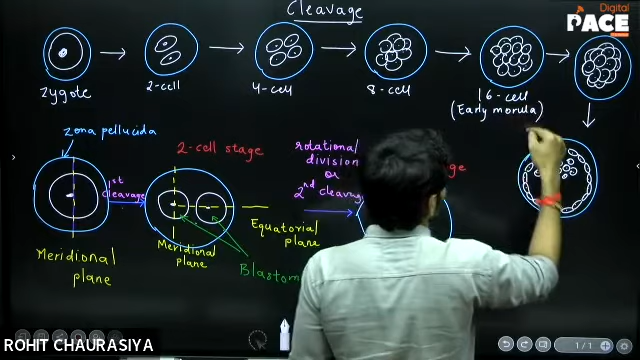 Cleavage
Digital
PACE
zygote
2-cell
4-cell
8-cell
16-cell
(Early morula)
zona pellucida
2-cell stage
rotational
division
or
2nd cleavag
1st
cleavage
Equatorial
plane
Meridional
plane
Meridional
plane
Blastom
ROHIT CHAURASIYA
1/1